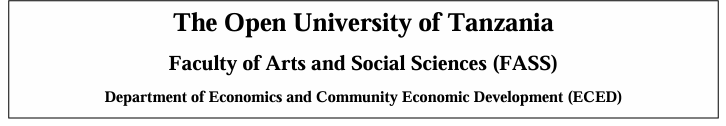 The Open University of Tanzania
Faculty of Arts and Social Sciences (FASS)
Department of Economics and Community Economic Development (ECED)